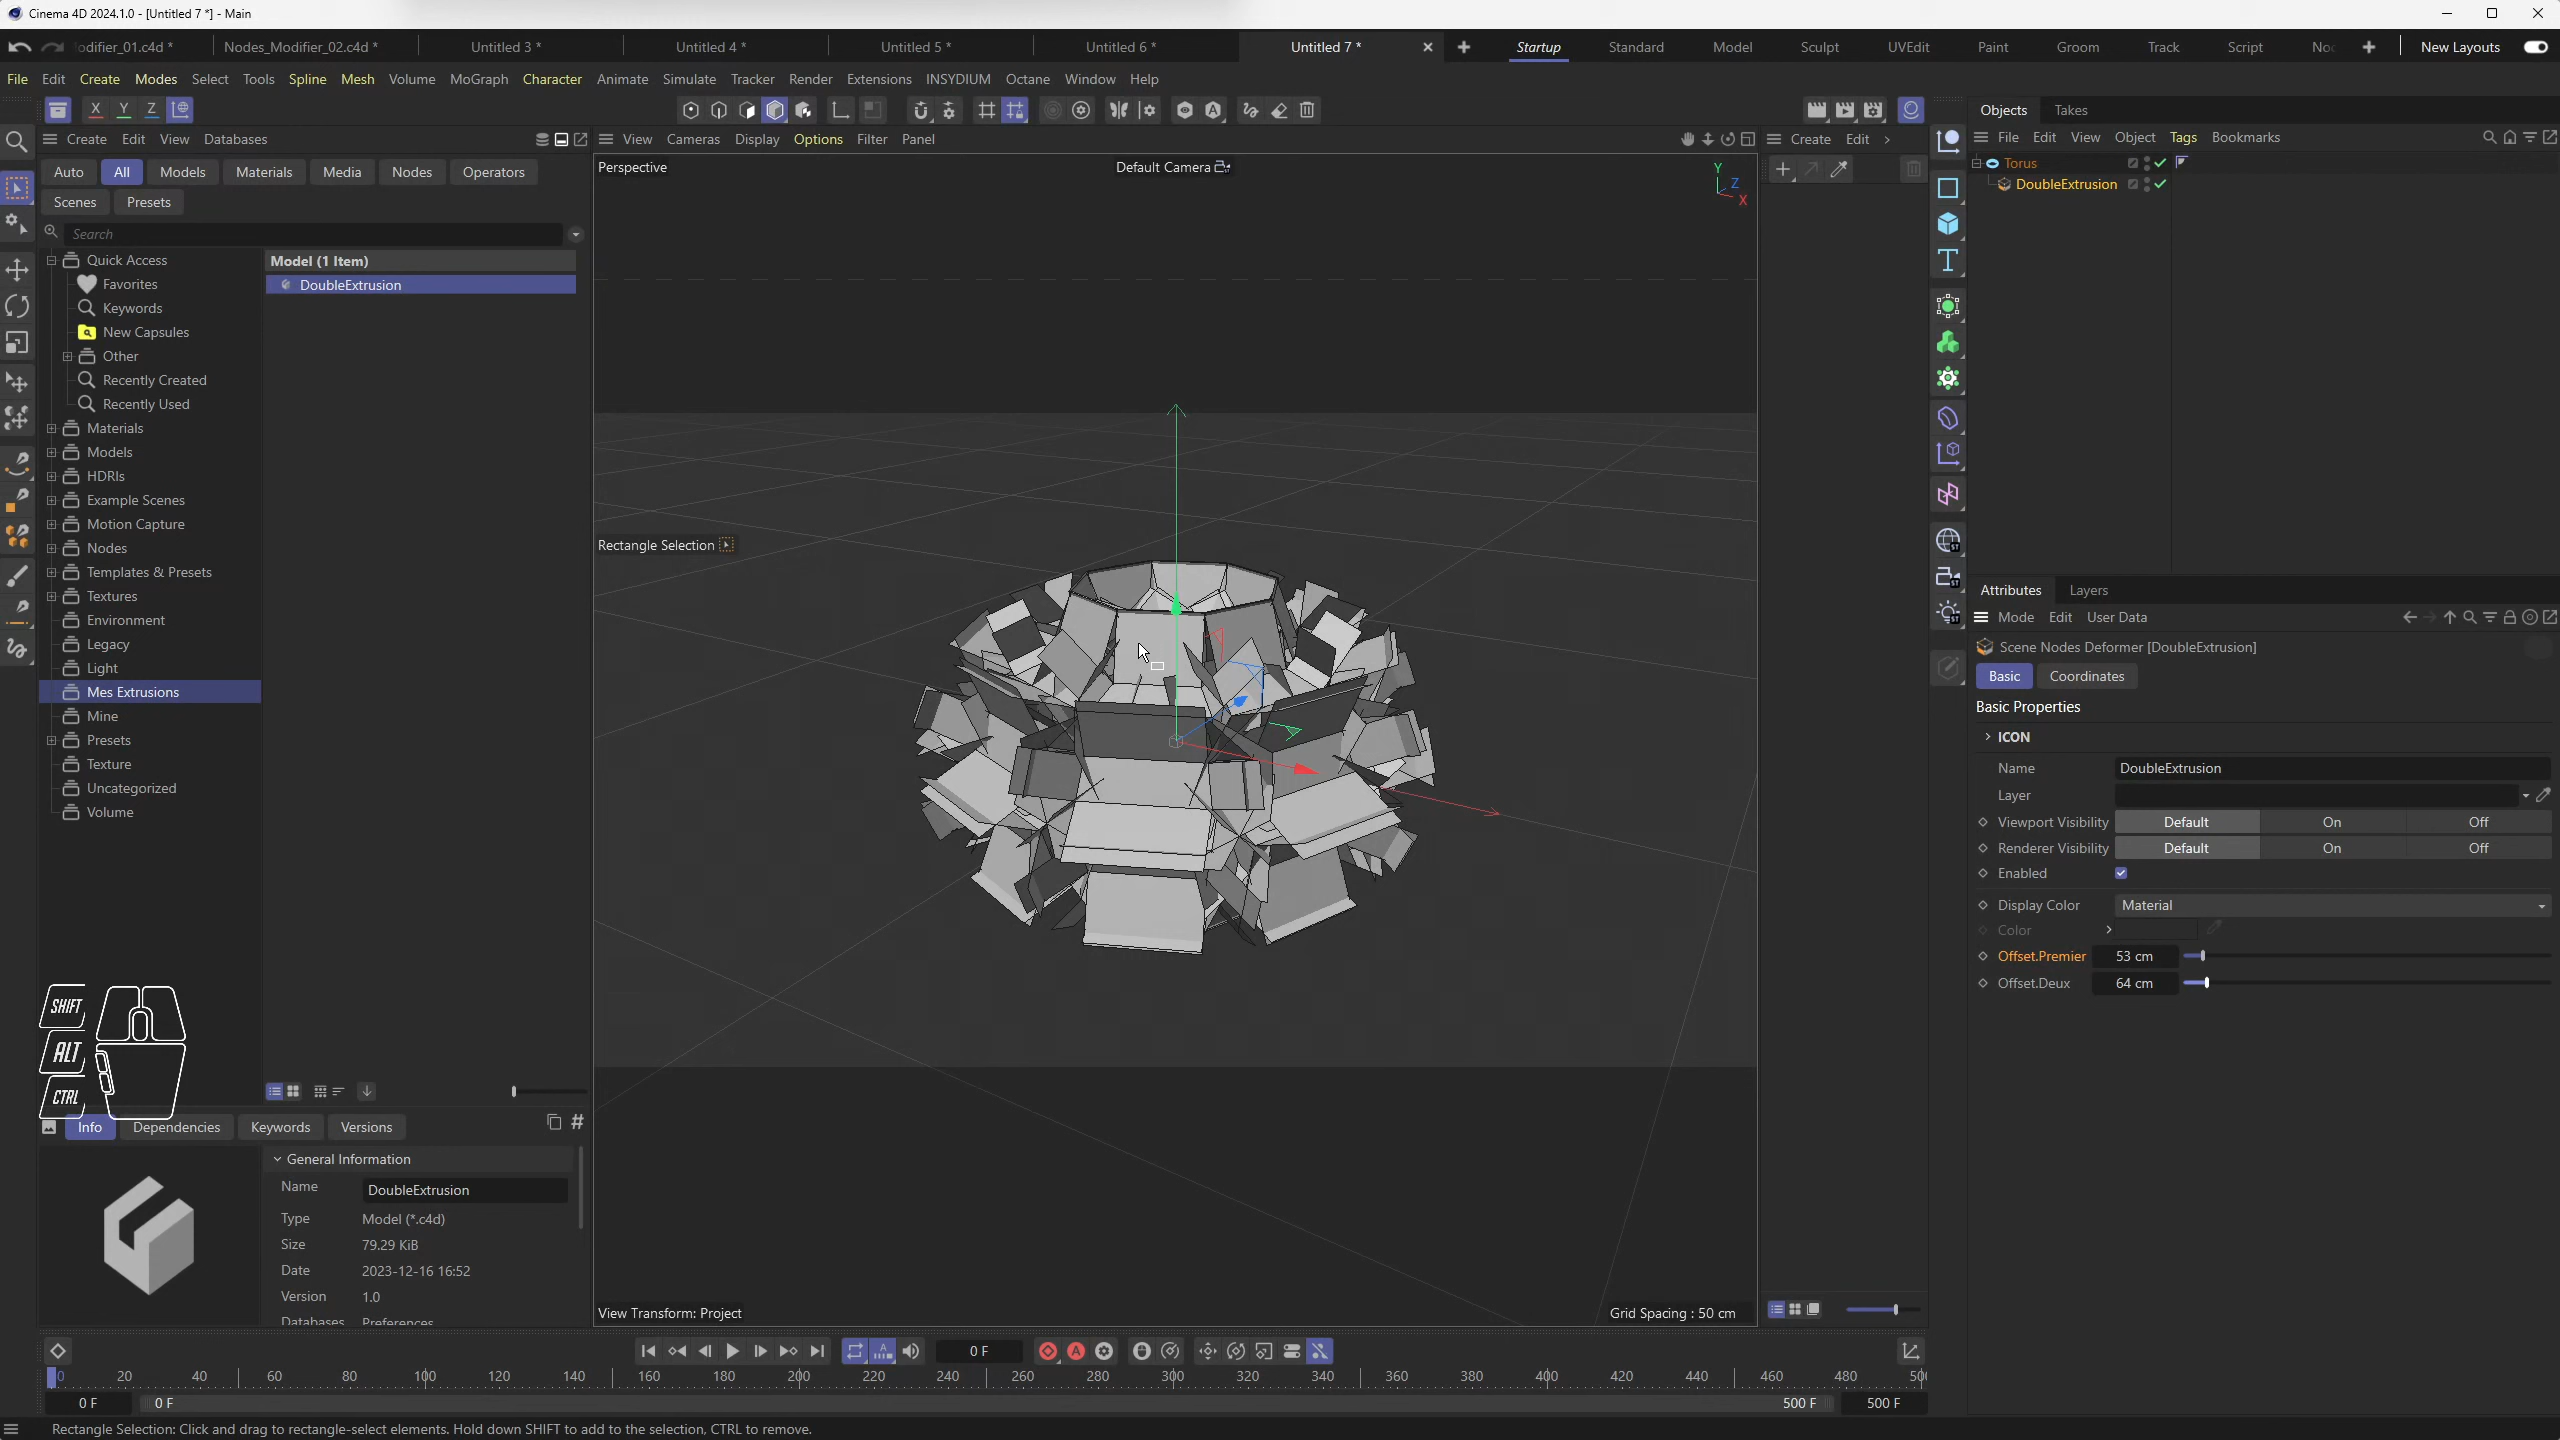 Cinema 4D 2024.1.0 - [Untitled 7 *] - Main
odifier_01.c4d *
Nodes_Modifier_02.c4d *
Untitled 3 *
Untitled 4 *
Untitled 5 *
Untitled 6 *
Untitled 7 *
Startup
Standard
Model
Sculpt
UVEdit
Paint
Groom
Track
Script
No
New Layouts
File Edit Create Modes Select Tools Spline Mesh Volume MoGraph Character Animate Simulate Tracker Render Extensions INSYDIUM Octane Window Help
X Y Z
Create Edit View Databases
Auto All Models Materials Media Nodes Operators
Scenes Presets
Search
Quick Access
Favorites
Keywords
New Capsules
Other
Recently Created
Recently Used
Materials
Models
HDRIs
Example Scenes
Motion Capture
Nodes
Templates & Presets
Textures
Environment
Legacy
Light
Mes Extrusions
Mine
Presets
Texture
Uncategorized
Volume
Model (1 Item)
DoubleExtrusion
SHIFT
ALT
CTRL
Info Dependencies Keywords Versions
General Information
Name DoubleExtrusion
Type Model (*.c4d)
Size 79.29 KiB
Date 2023-12-16 16:52
Version 1.0
Databases Preferences
View Cameras Display Options Filter Panel
Perspective
Default Camera
Y
Z
X
Rectangle Selection
View Transform: Project
Grid Spacing : 50 cm
Create Edit
Objects Takes
File Edit View Object Tags Bookmarks
Torus
DoubleExtrusion
Attributes Layers
Mode Edit User Data
Scene Nodes Deformer [DoubleExtrusion]
Basic Coordinates
Basic Properties
ICON
Name DoubleExtrusion
Layer
Viewport Visibility Default On Off
Renderer Visibility Default On Off
Enabled
Display Color Material
Color
Offset.Premier 53 cm
Offset.Deux 64 cm
0 F
0 20 40 60 80 100 120 140 160 180 200 220 240 260 280 300 320 340 360 380 400 420 440 460 480 50
0 F 0 F 500 F 500 F
Rectangle Selection: Click and drag to rectangle-select elements. Hold down SHIFT to add to the selection, CTRL to remove.